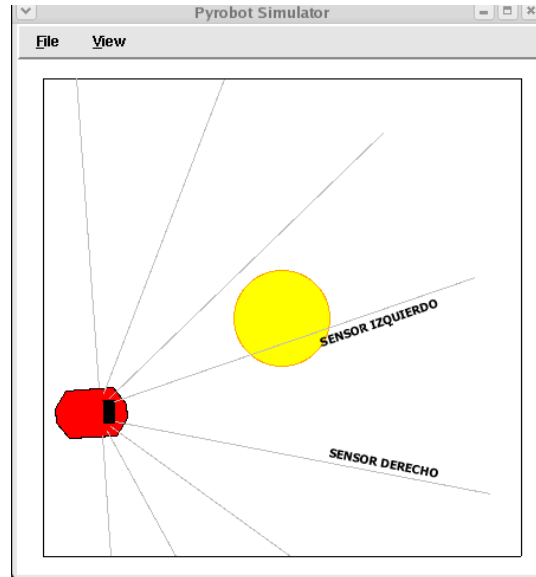 Pyrobot Simulator
File View
SENSOR IZQUIERDO
SENSOR DERECHO